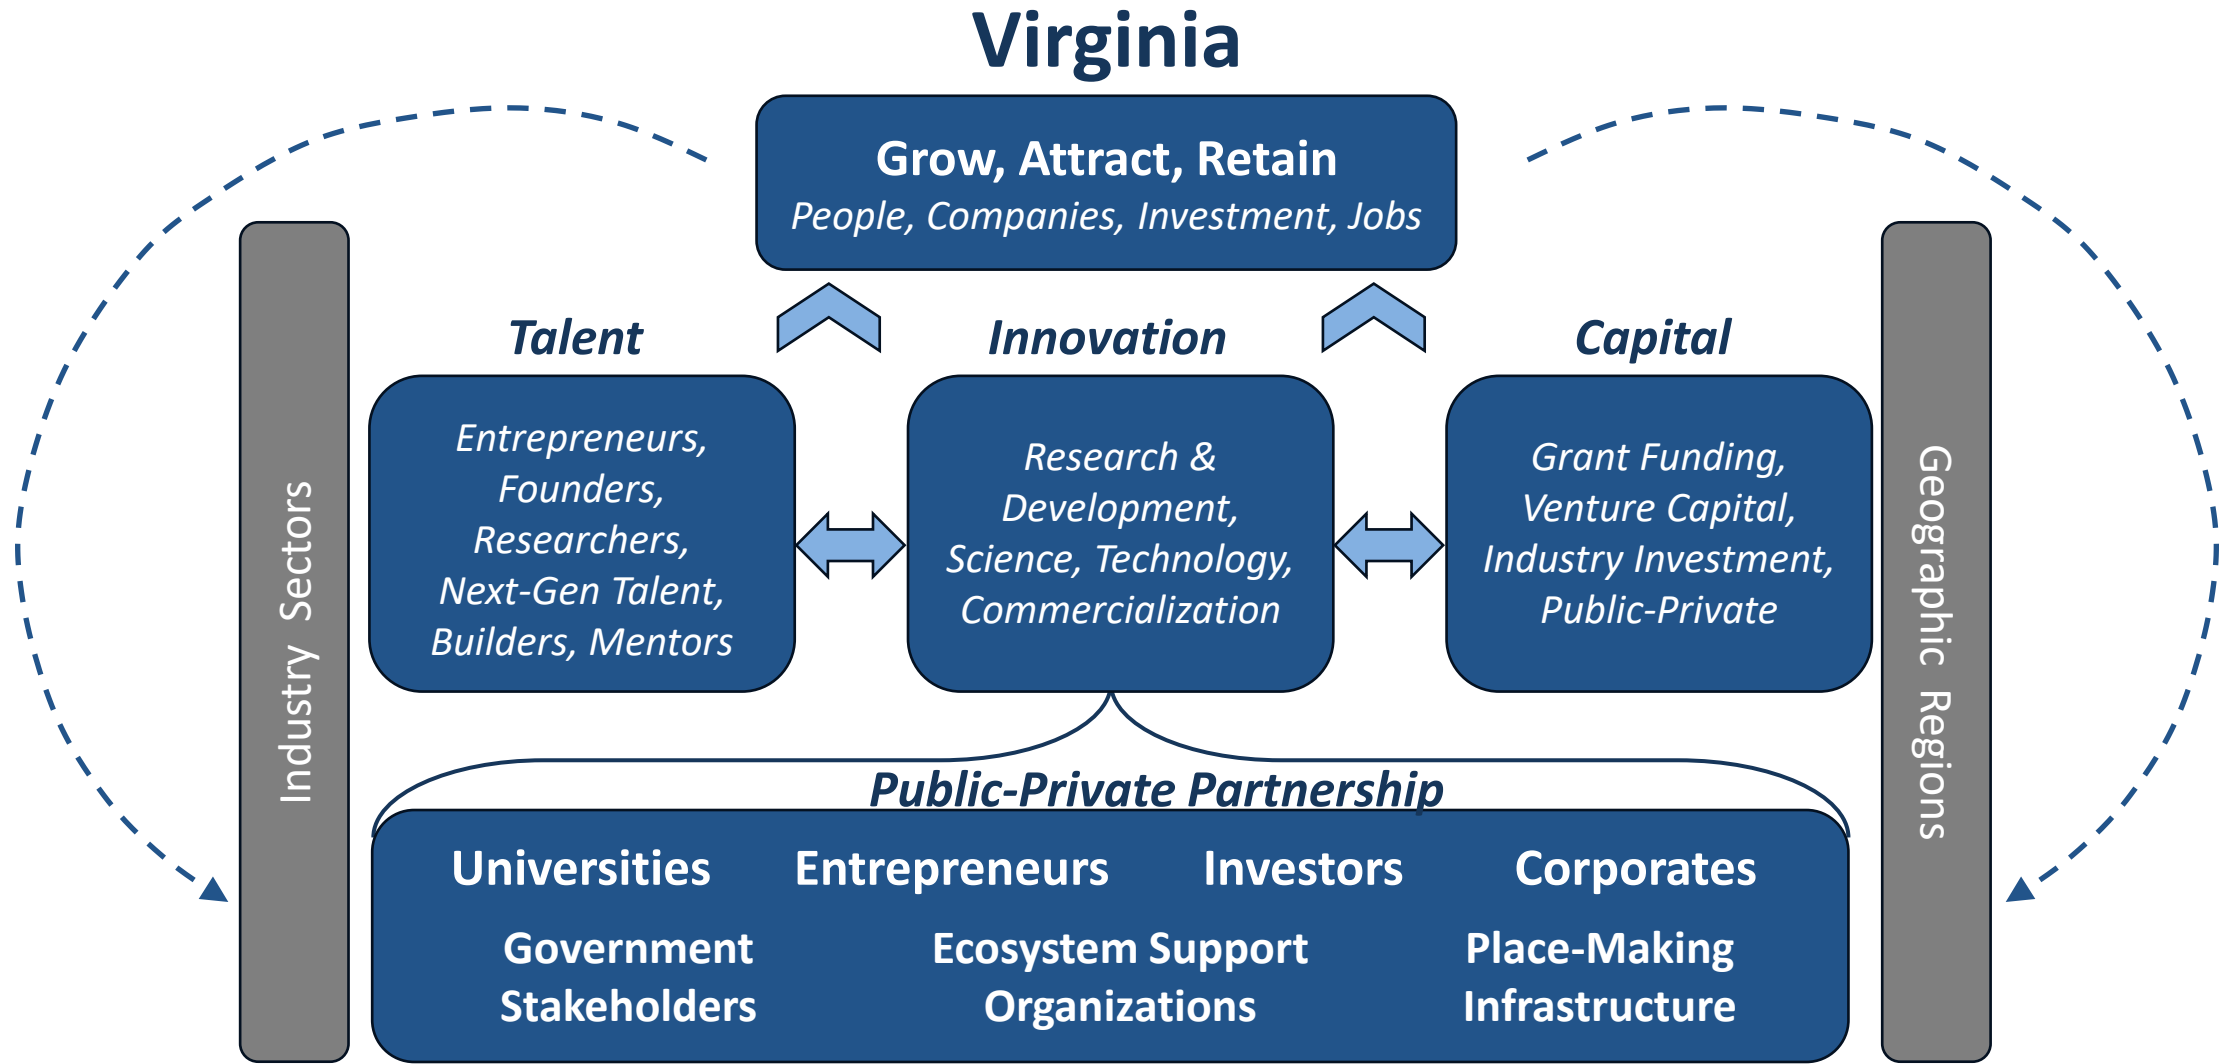 Virginia
Grow, Attract, Retain
People, Companies, Investment, Jobs
Industry Sectors
Talent
Entrepreneurs,
Founders,
Researchers,
Next-Gen Talent,
Builders, Mentors
Innovation
Research &
Development,
Science, Technology,
Commercialization
Capital
Grant Funding,
Venture Capital,
Industry Investment,
Public-Private
Geographic Regions
Public-Private Partnership
Universities
Entrepreneurs
Investors
Corporates
Government
Stakeholders
Ecosystem Support
Organizations
Place-Making
Infrastructure